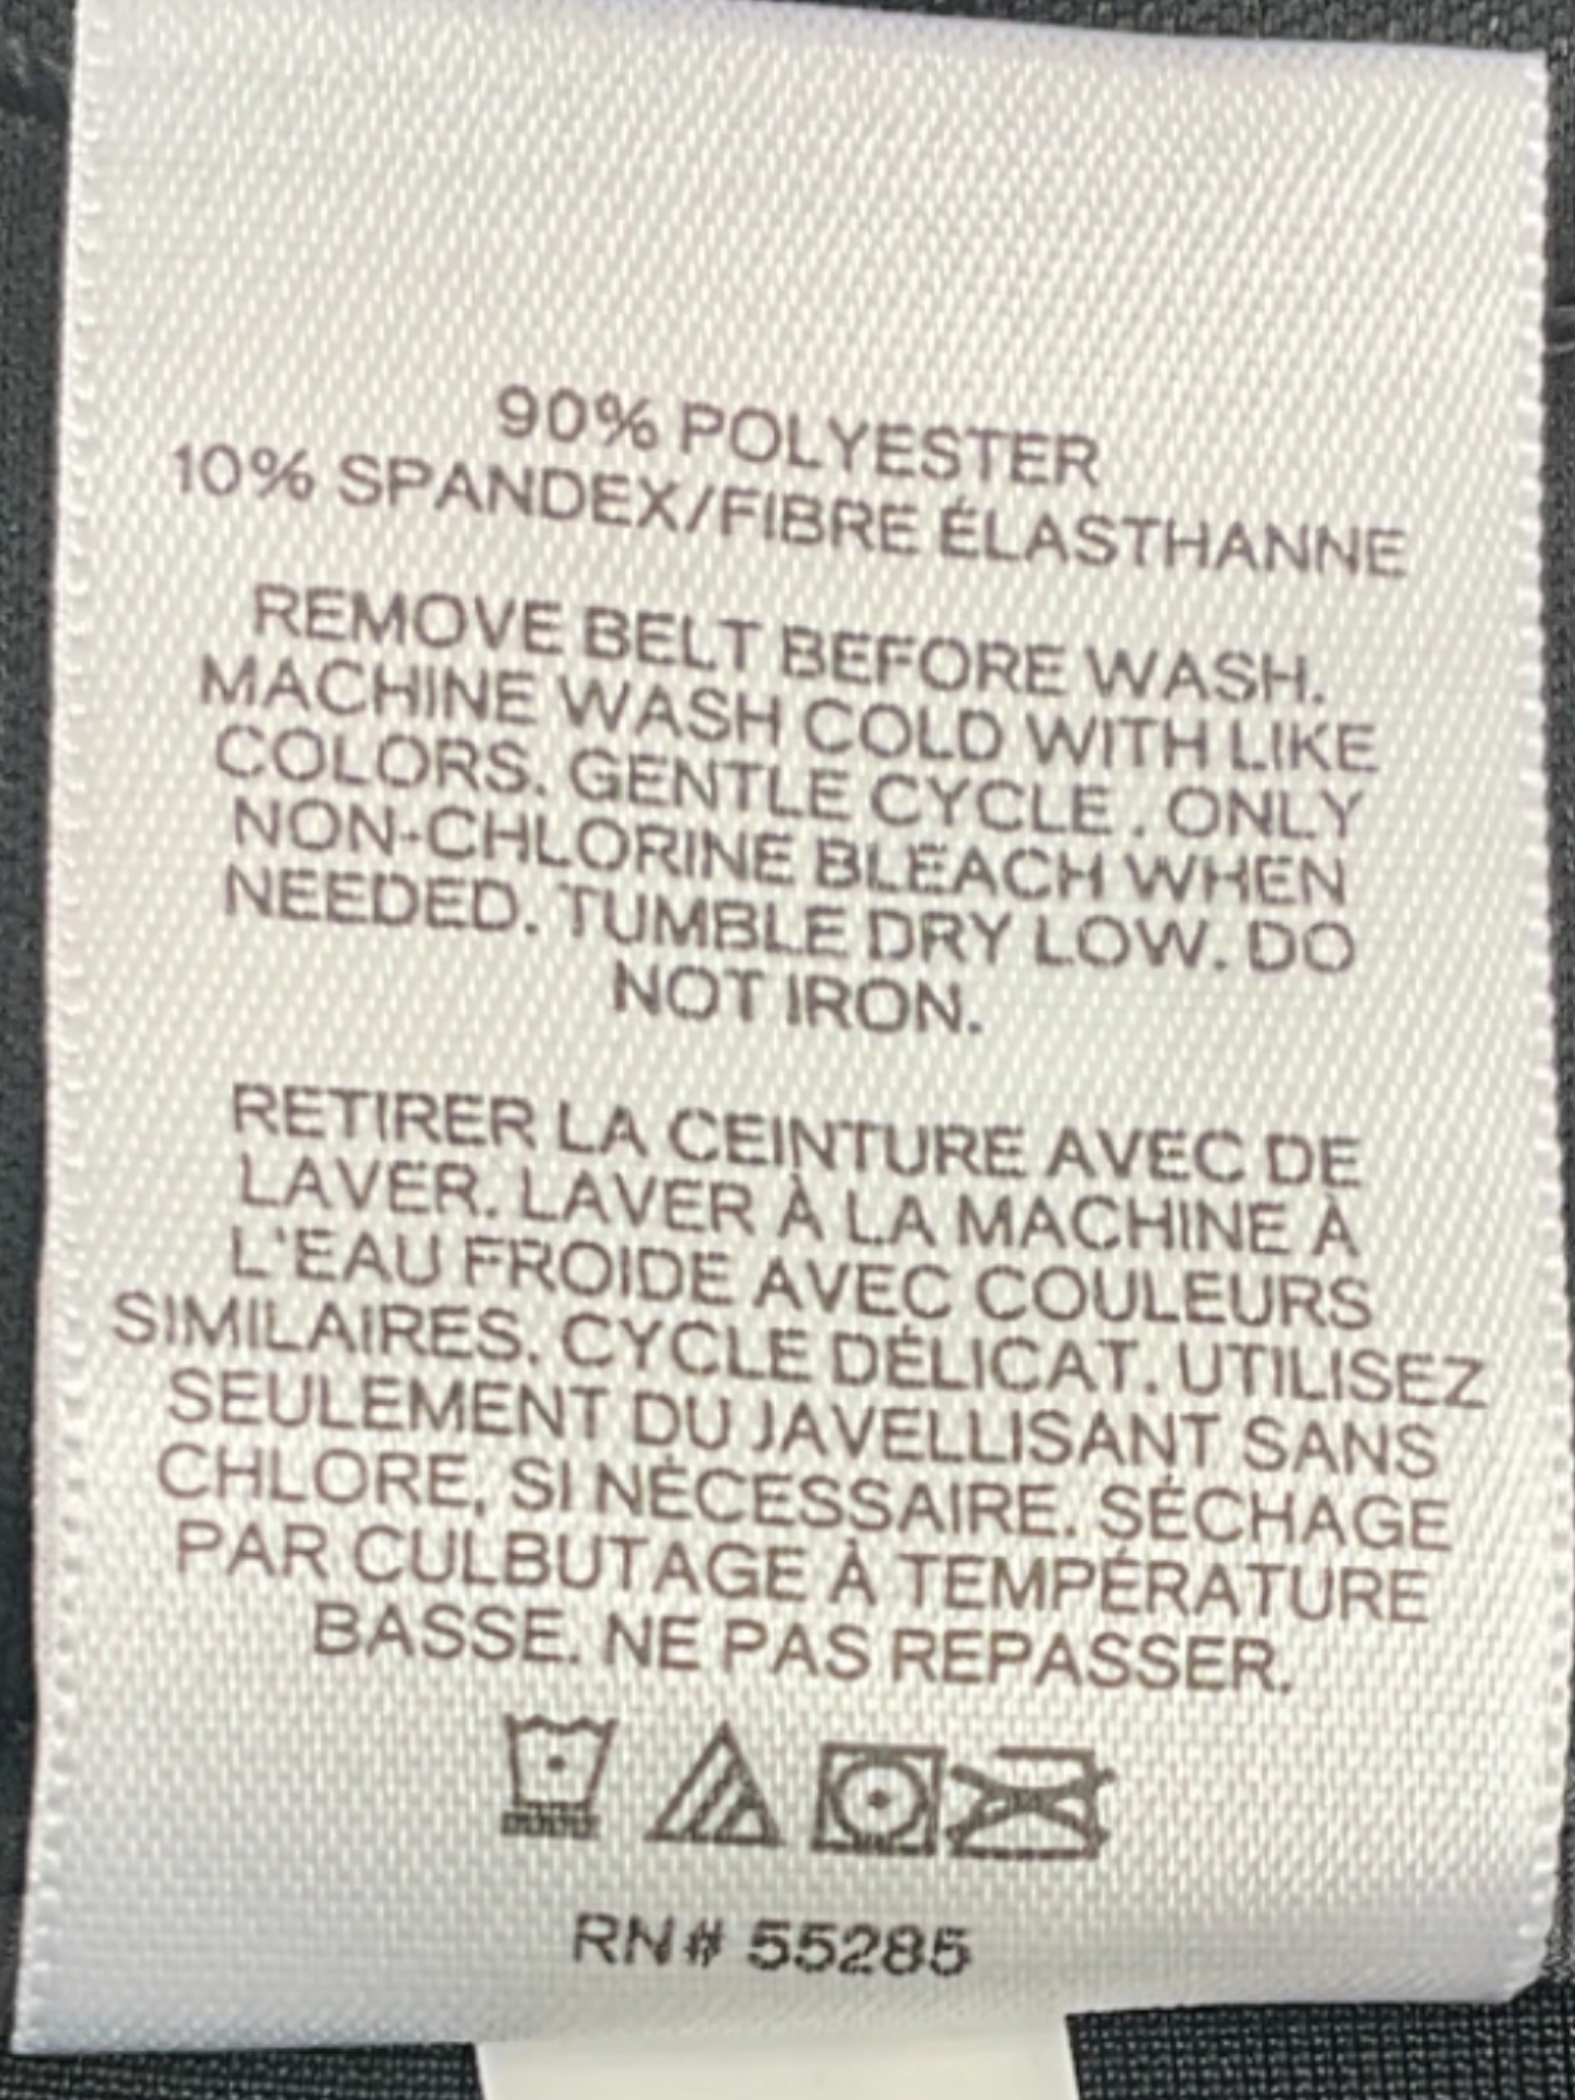 90% POLYESTER
10% SPANDEX/FIBRE ÉLASTHANNE
REMOVE BELT BEFORE WASH.
MACHINE WASH COLD WITH LIKE
COLORS. GENTLE CYCLE. ONLY
NON-CHLORINE BLEACH WHEN
NEEDED. TUMBLE DRY LOW. DO
NOT IRON.
RETIRER LA CEINTURE AVEC DE
LAVER. LAVER À LA MACHINE À
L'EAU FROIDE AVEC COULEURS
SIMILAIRES. CYCLE DÉLICAT. UTILISEZ
SEULEMENT DU JAVELLISANT SANS
CHLORE, SI NÉCESSAIRE. SÉCHAGE
PAR CULBUTAGE À TEMPÉRATURE
BASSE. NE PAS REPASSER.
RN# 55285